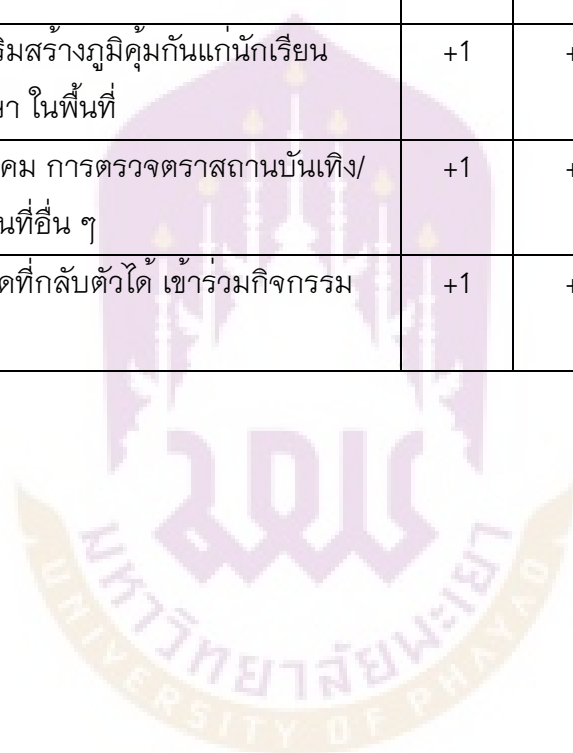 ริมสร้างภูมิคุ้มกันแก่นักเรียน +1 +
ษา ในพื้นที่
คม การตรวจตราสถานบันเทิง/ +1 +
นที่อื่น ๆ
ดที่กลับตัวได้ เข้าร่วมกิจกรรม +1 +
มพ
มหาวิทยาลัยพะเยา
UNIVERSITY OF PHAYAO